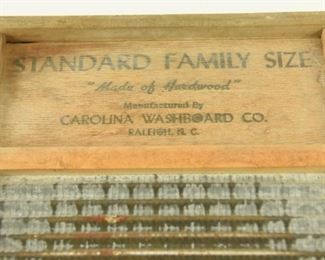 STANDARD FAMILY SIZE
"Made of Hardwood"
Manufactured By
CAROLINA WASHBOARD CO.
RALEIGH, N. C.